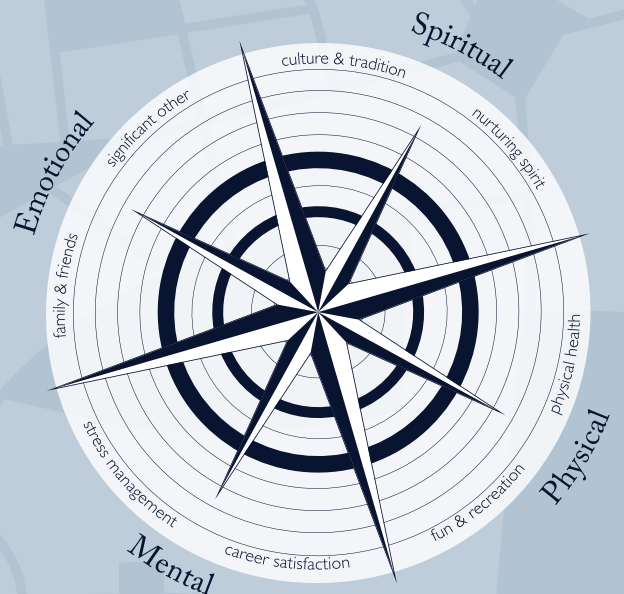 Spiritual
culture & tradition
nurturing spirit
significant other
Emotional
family & friends
physical health
Physical
fun & recreation
stress management
career satisfaction
Mental